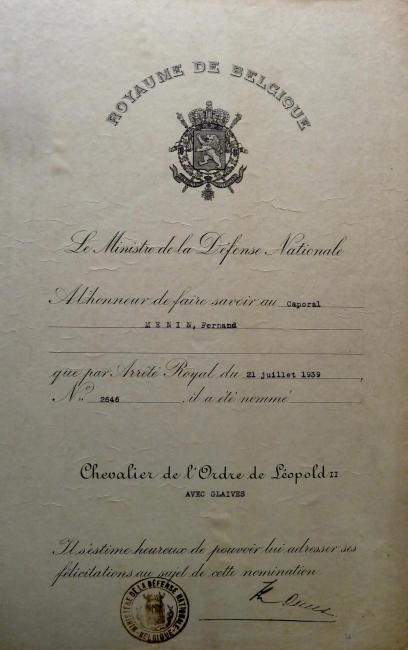 ROYAUME DE BELGIQUE
Le Ministre de la Défense Nationale
A l'honneur de faire savoir au Caporal
MENIN, Fernand
que par Arrêté Royal du 21 juillet 1939,
N° 2646 il a été nommé
Chevalier de l'Ordre de Léopold II
AVEC GLAIVES
Il s'estime heureux de pouvoir lui adresser ses
félicitations au sujet de cette nomination
MINISTÈRE DE LA DÉFENSE NATIONALE
BELGIQUE